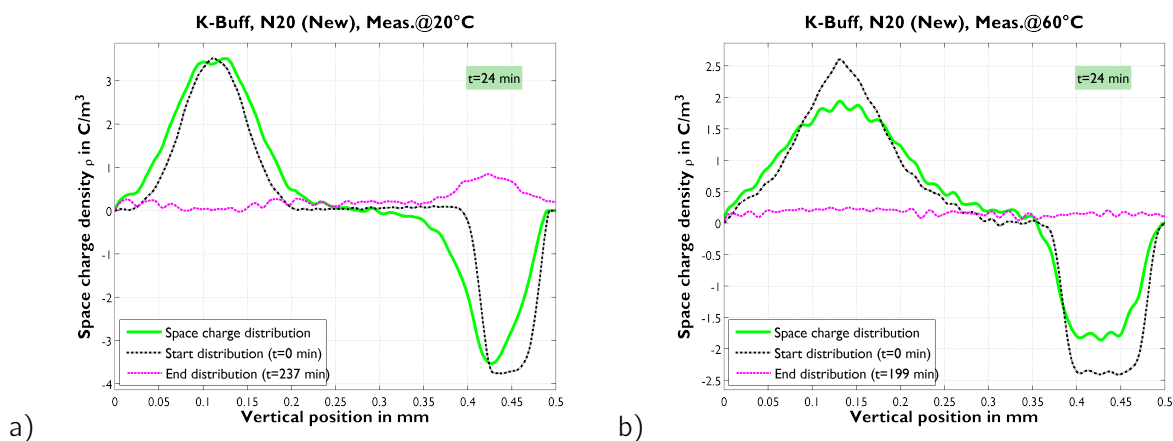 K-Buff, N20 (New), Meas.@20°C
t=24 min
Space charge density ρ in C/m³
3
2
1
0
-1
-2
-3
-4
Space charge distribution
Start distribution (t=0 min)
End distribution (t=237 min)
0 0.05 0.1 0.15 0.2 0.25 0.3 0.35 0.4 0.45 0.5
Vertical position in mm
a)
K-Buff, N20 (New), Meas.@60°C
t=24 min
Space charge density ρ in C/m³
2.5
2
1.5
1
0.5
0
-0.5
-1
-1.5
-2
-2.5
Space charge distribution
Start distribution (t=0 min)
End distribution (t=199 min)
0 0.05 0.1 0.15 0.2 0.25 0.3 0.35 0.4 0.45 0.5
Vertical position in mm
b)